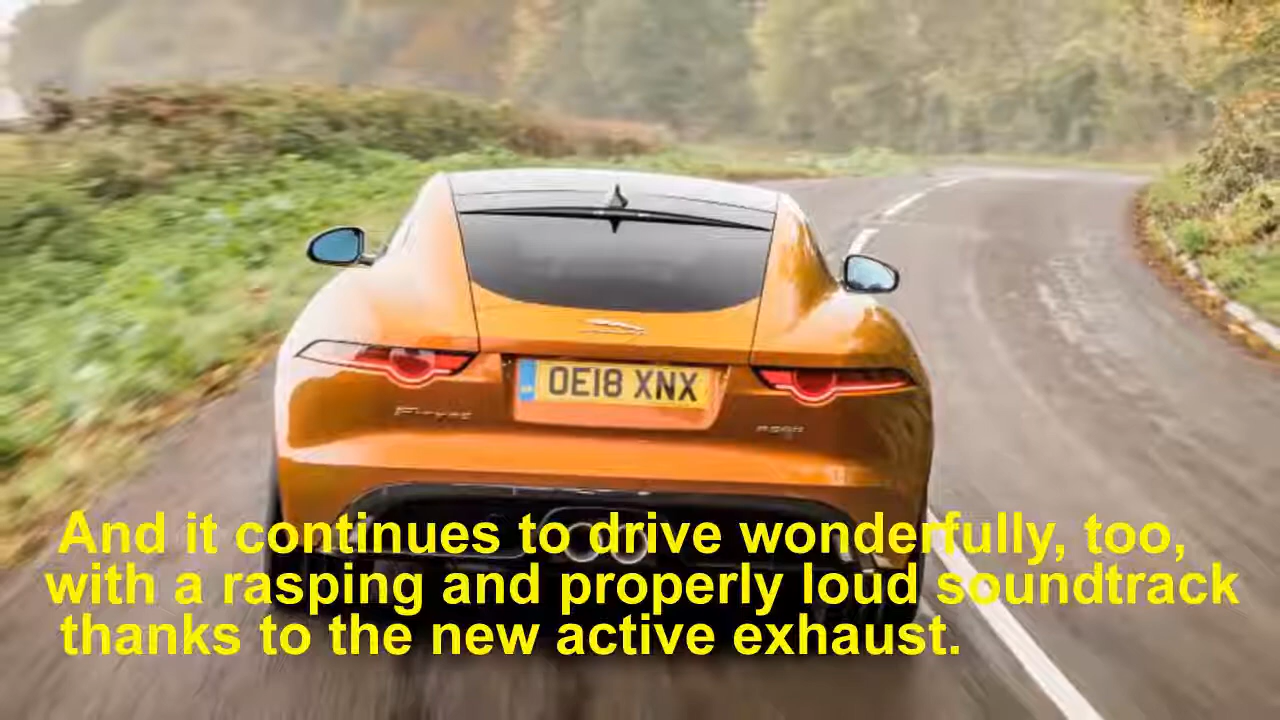 OE18 XNX
F-TYPE
And it continues to drive wonderfully, too,
with a rasping and properly loud soundtrack
thanks to the new active exhaust.